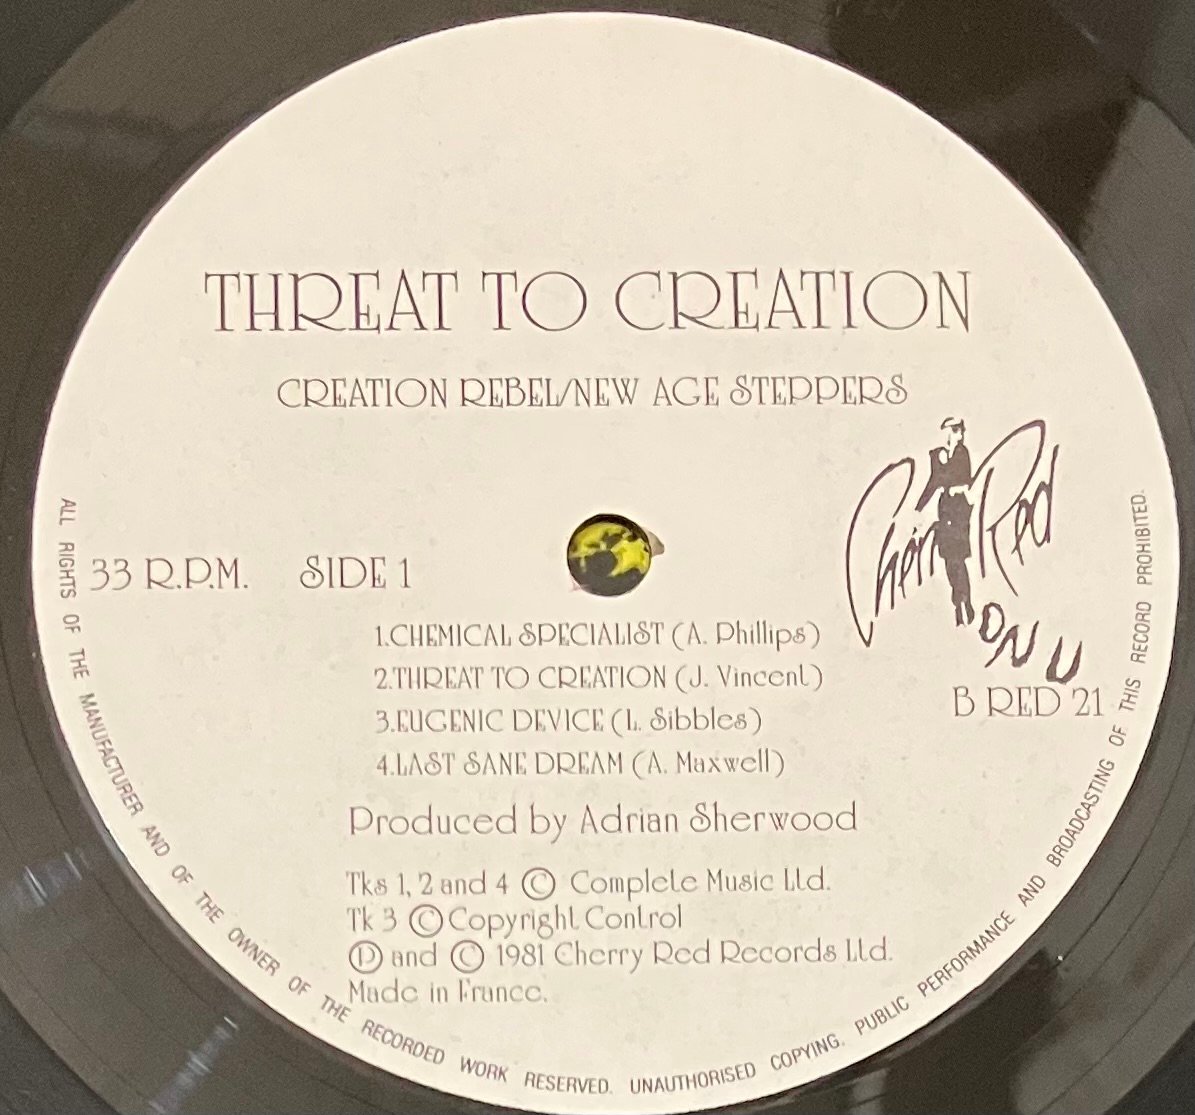 THREAT TO CREATION
CREATION REBEL/NEW AGE STEPPERS
Cherry Red
ON U
B RED 21
33 R.P.M. SIDE 1
1.CHEMICAL SPECIALIST (A. Phillips)
2.THREAT TO CREATION (J. Vincent)
3.EUGENIC DEVICE (L. Sibbles)
4.LAST SANE DREAM (A. Maxwell)
Produced by Adrian Sherwood
Tks 1, 2 and 4 © Complete Music Ltd.
Tk 3 © Copyright Control
℗ and © 1981 Cherry Red Records Ltd.
Made in France.
ALL RIGHTS OF THE MANUFACTURER AND OF THE OWNER OF THE RECORDED WORK RESERVED. UNAUTHORISED COPYING. PUBLIC PERFORMANCE AND BROADCASTING OF THIS RECORD PROHIBITED.